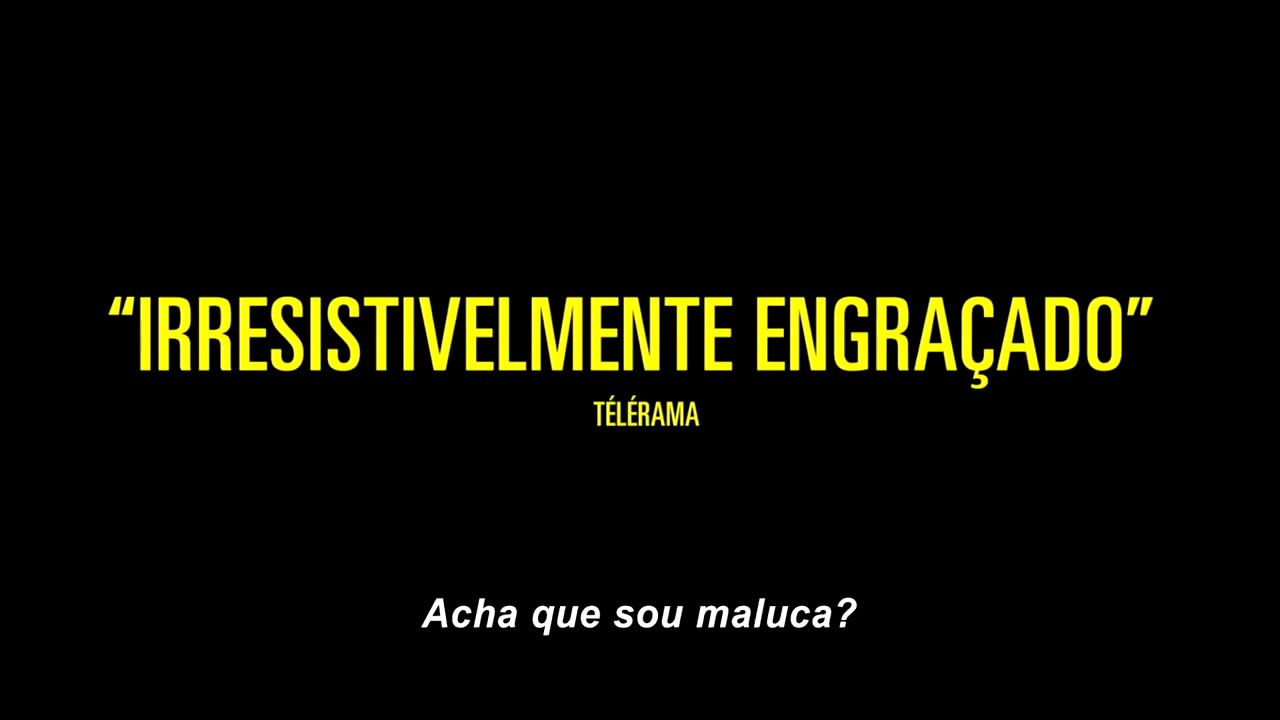 “IRRESISTIVELMENTE ENGRAÇADO”
TÉLÉRAMA
Acha que sou maluca?